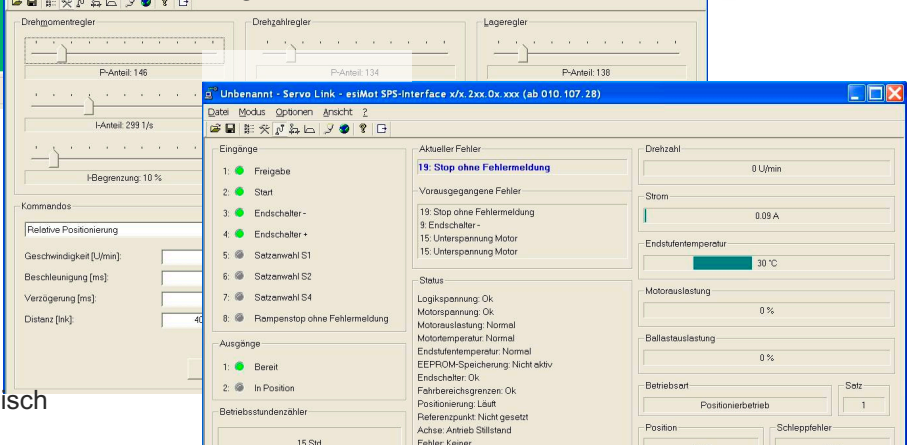 Drehmomentregler
Drehzahlregler
Lageregler
P-Anteil: 146
P-Anteil: 134
P-Anteil: 138
I-Anteil: 299 1/s
I-Begrenzung: 10 %
Kommandos
Relative Positionierung
Geschwindigkeit [U/min]:
Beschleunigung [ms]:
Verzögerung [ms]:
Distanz [Ink]:
40
isch
Unbenannt - Servo Link - esiMot SPS-Interface x/x.2xx.0x.xxx (ab 010.107.28)
Datei Modus Optionen Ansicht ?
Eingänge
1: Freigabe
2: Start
3: Endschalter -
4: Endschalter +
5: Satzanwahl S1
6: Satzanwahl S2
7: Satzanwahl S4
8: Rampenstop ohne Fehlermeldung
Ausgänge
1: Bereit
2: In Position
Betriebsstundenzähler
15 Std
Aktueller Fehler
19: Stop ohne Fehlermeldung
Vorausgegangene Fehler
19: Stop ohne Fehlermeldung
9: Endschalter -
15: Unterspannung Motor
15: Unterspannung Motor
Status
Logikspannung: Ok
Motorspannung: Ok
Motorauslastung: Normal
Motortemperatur: Normal
Endstufentemperatur: Normal
EEPROM-Speicherung: Nicht aktiv
Endschalter: Ok
Fahrbereichsgrenzen: Ok
Positionierung: Läuft
Referenzpunkt: Nicht gesetzt
Achse: Antrieb Stillstand
Fehler: Keiner
Drehzahl
0 U/min
Strom
0.09 A
Endstufentemperatur
30 °C
Motorauslastung
0 %
Ballastauslastung
0 %
Betriebsart
Positionierbetrieb
Satz
1
Position
Schleppfehler